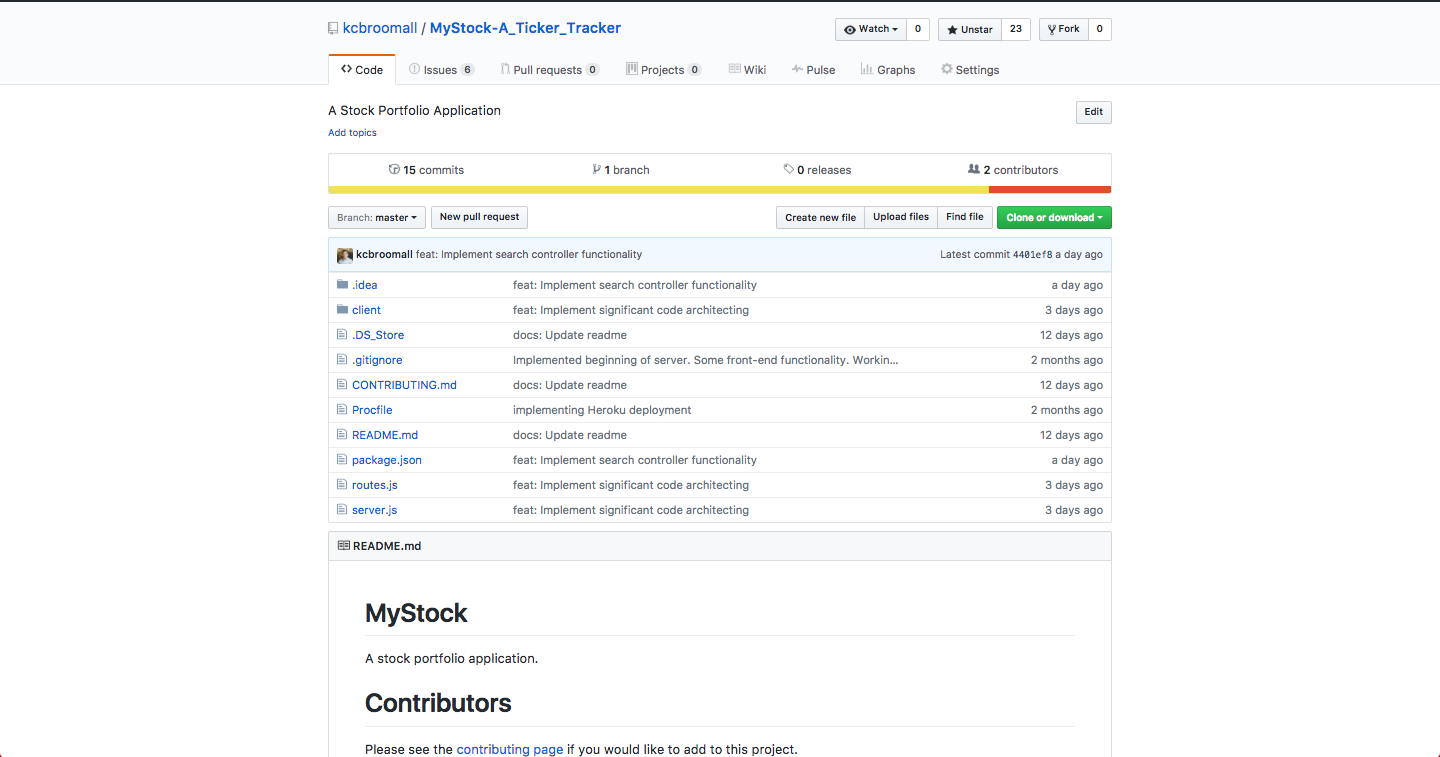 kcbroomall / MyStock-A_Ticker_Tracker Watch 0 Unstar 23 Fork 0
Code Issues 6 Pull requests 0 Projects 0 Wiki Pulse Graphs Settings
A Stock Portfolio Application Edit
Add topics
15 commits 1 branch 0 releases 2 contributors
Branch: master New pull request Create new file Upload files Find file Clone or download
kcbroomall feat: Implement search controller functionality Latest commit 4401ef8 a day ago
.idea feat: Implement search controller functionality a day ago
client feat: Implement significant code architecting 3 days ago
.DS_Store docs: Update readme 12 days ago
.gitignore Implemented beginning of server. Some front-end functionality. Workin... 2 months ago
CONTRIBUTING.md docs: Update readme 12 days ago
Procfile implementing Heroku deployment 2 months ago
README.md docs: Update readme 12 days ago
package.json feat: Implement search controller functionality a day ago
routes.js feat: Implement significant code architecting 3 days ago
server.js feat: Implement significant code architecting 3 days ago
README.md
MyStock
A stock portfolio application.
Contributors
Please see the contributing page if you would like to add to this project.